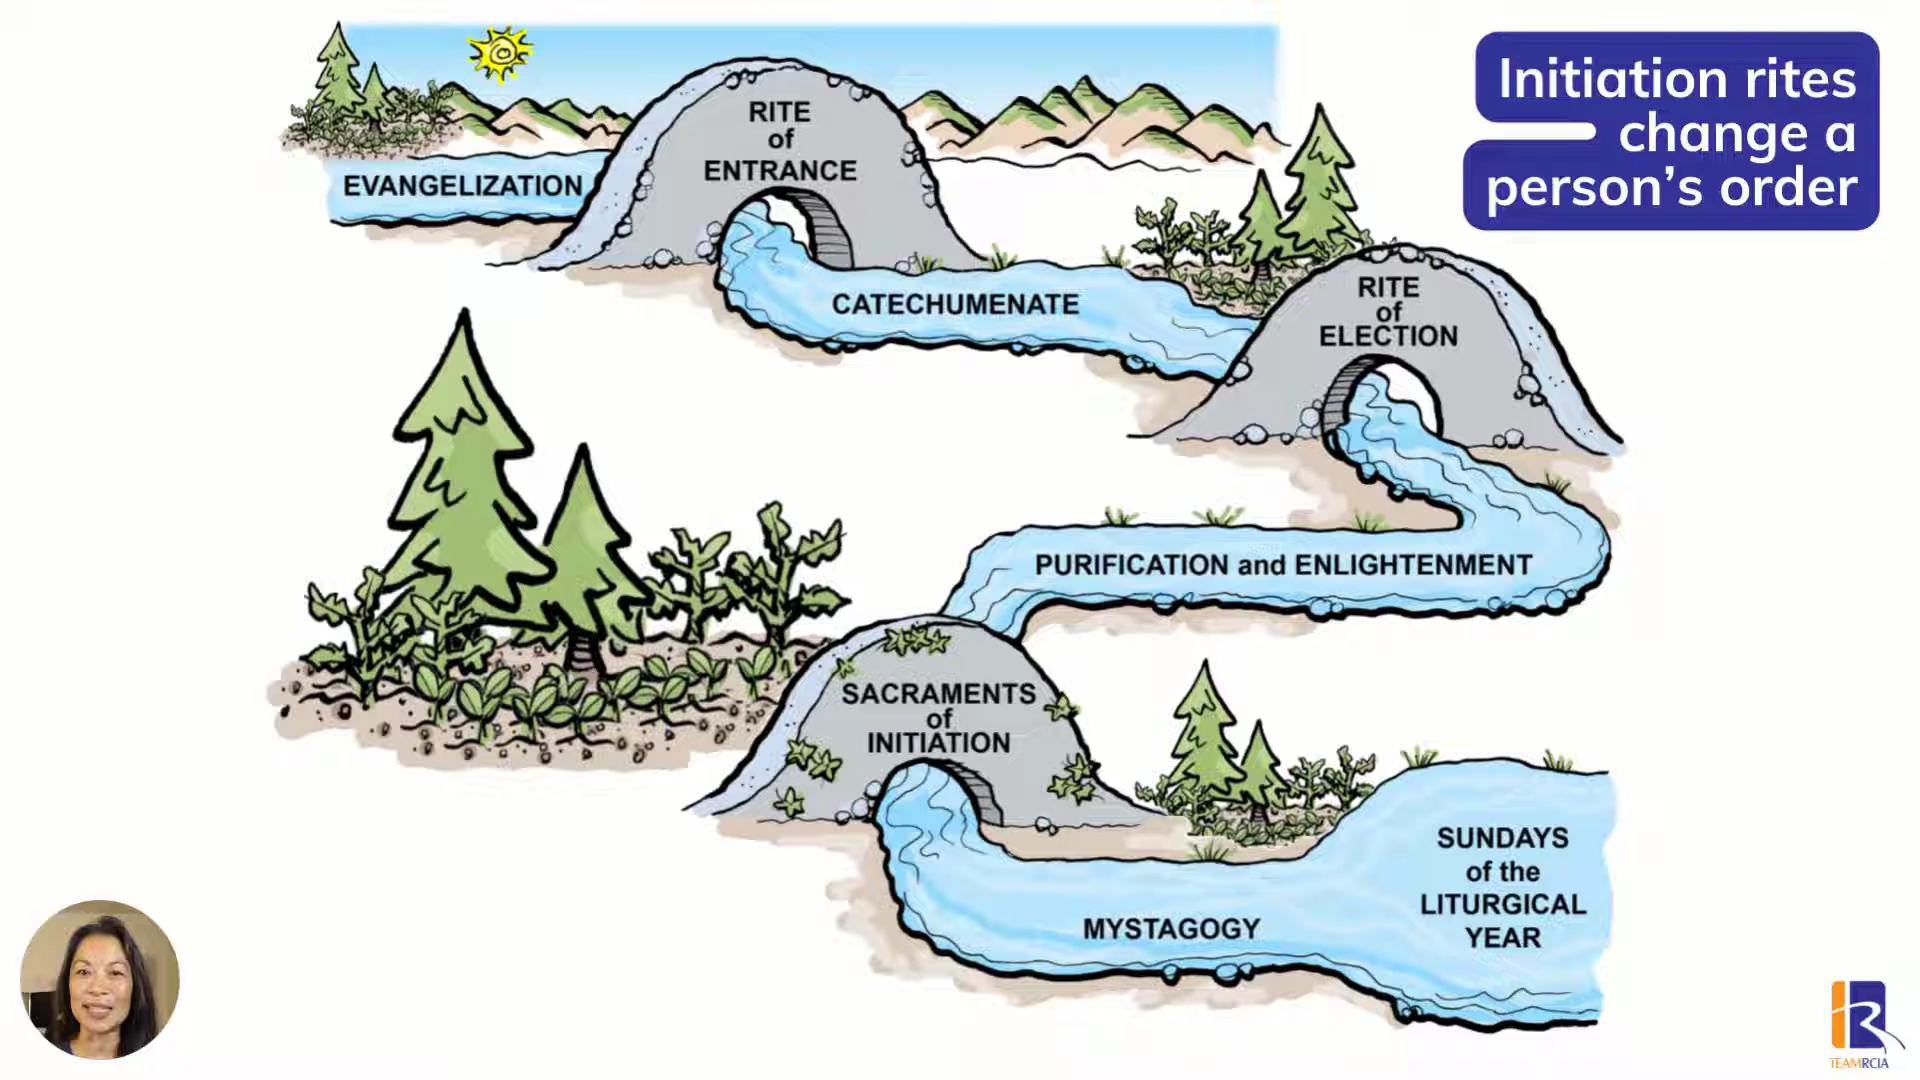 Initiation rites
change a
person's order
EVANGELIZATION
RITE
of
ENTRANCE
CATECHUMENATE
RITE
of
ELECTION
PURIFICATION and ENLIGHTENMENT
SACRAMENTS
of
INITIATION
MYSTAGOGY
SUNDAYS
of the
LITURGICAL
YEAR
TEAMRCIA